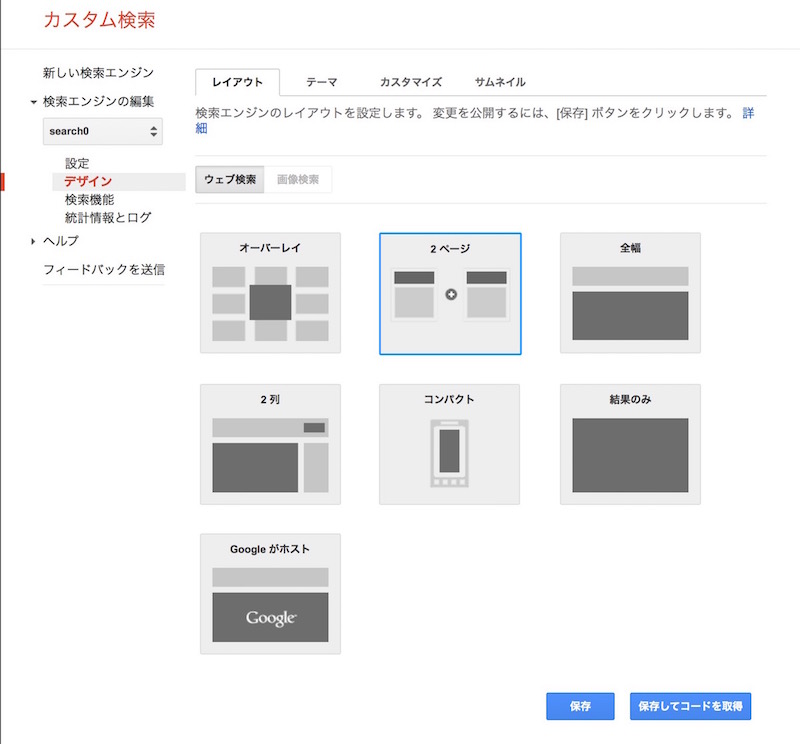 カスタム検索
新しい検索エンジン
検索エンジンの編集
search0
設定
デザイン
検索機能
統計情報とログ
ヘルプ
フィードバックを送信
レイアウト テーマ カスタマイズ サムネイル
検索エンジンのレイアウトを設定します。 変更を公開するには、[保存] ボタンをクリックします。 詳
細
ウェブ検索 画像検索
オーバーレイ 2 ページ 全幅
2 列 コンパクト 結果のみ
Google がホスト
Google
保存 保存してコードを取得